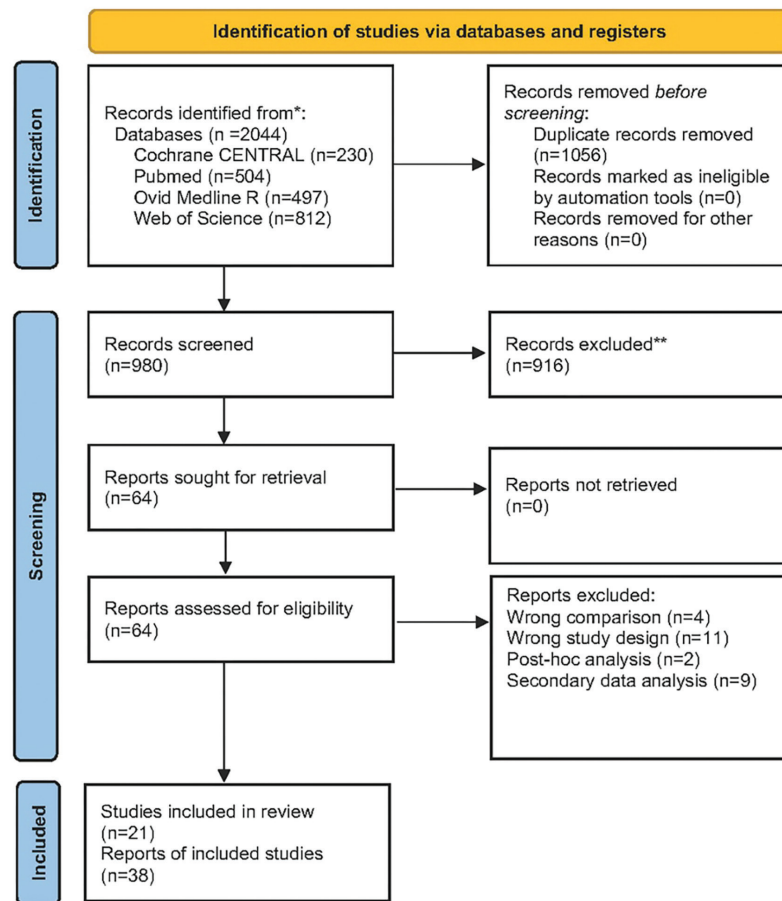 Identification of studies via databases and registers
Identification
Records identified from*:
Databases (n =2044)
Cochrane CENTRAL (n=230)
Pubmed (n=504)
Ovid Medline R (n=497)
Web of Science (n=812)
Records removed before
screening:
Duplicate records removed
(n=1056)
Records marked as ineligible
by automation tools (n=0)
Records removed for other
reasons (n=0)
Screening
Records screened
(n=980)
Records excluded**
(n=916)
Reports sought for retrieval
(n=64)
Reports not retrieved
(n=0)
Reports assessed for eligibility
(n=64)
Reports excluded:
Wrong comparison (n=4)
Wrong study design (n=11)
Post-hoc analysis (n=2)
Secondary data analysis (n=9)
Included
Studies included in review
(n=21)
Reports of included studies
(n=38)